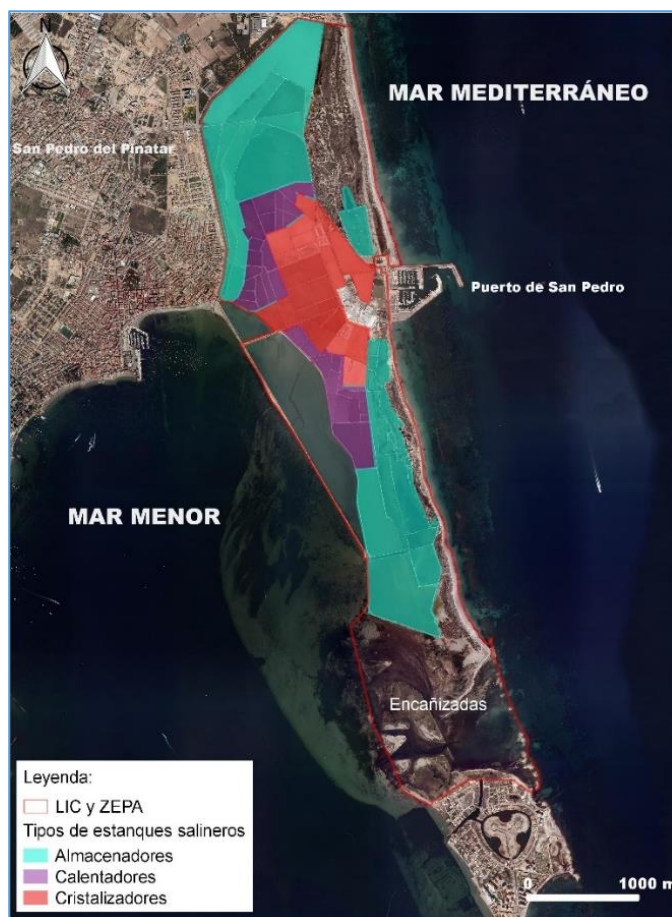 N
MAR MEDITERRÁNEO
San Pedro del Pinatar
Puerto de San Pedro
MAR MENOR
Encañizadas
Leyenda:
LIC y ZEPA
Tipos de estanques salineros
Almacenadores
Calentadores
Cristalizadores
0 1000 m